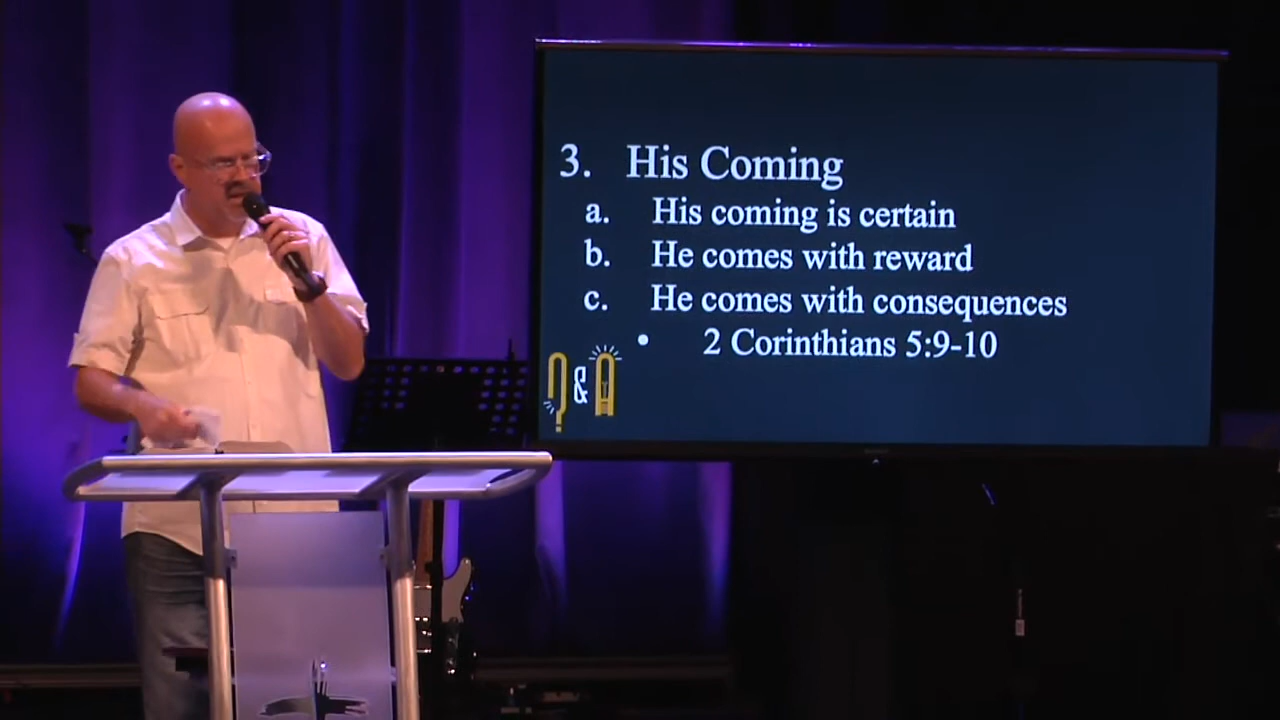 3. His Coming
a. His coming is certain
b. He comes with reward
c. He comes with consequences
• 2 Corinthians 5:9-10
? & A